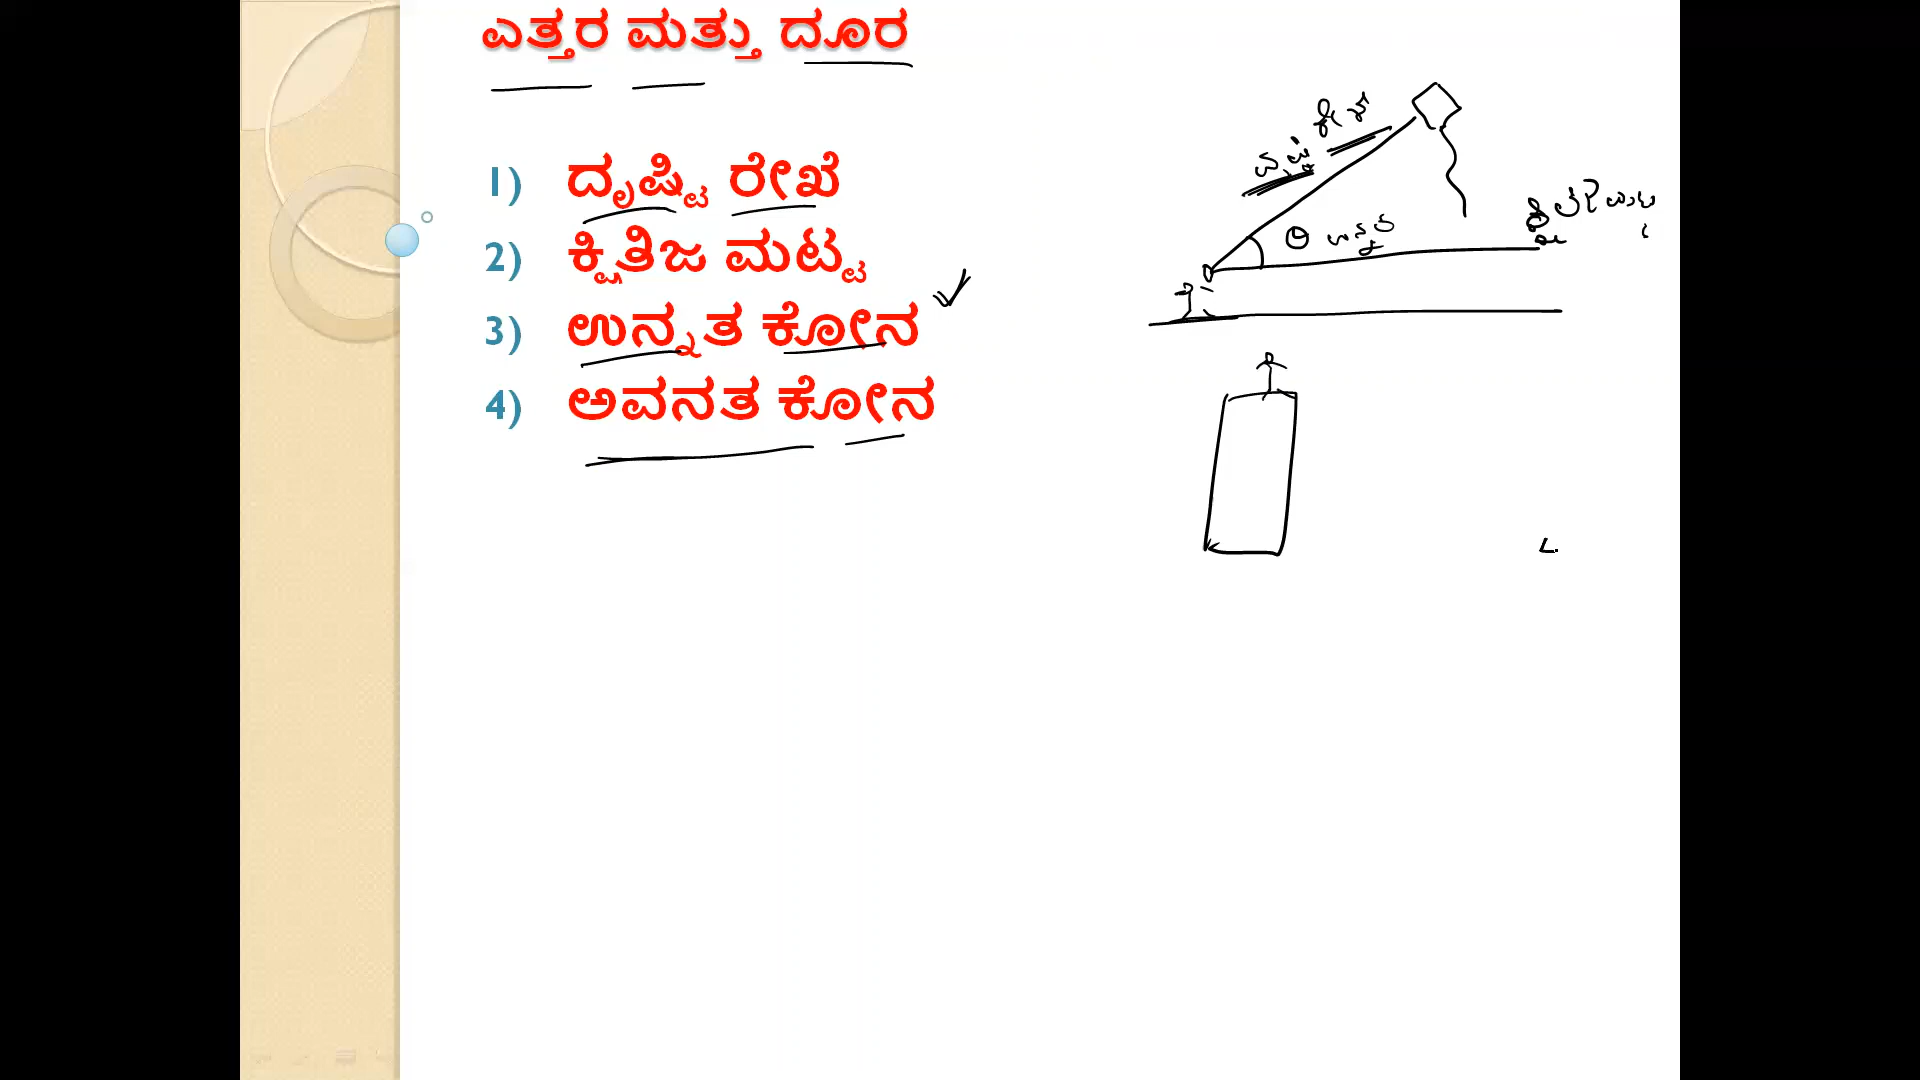 ಎತ್ತರ ಮತ್ತು ದೂರ
1) ದೃಷ್ಟಿ ರೇಖೆ
2) ಕ್ಷಿತಿಜ ಮಟ್ಟ
3) ಉನ್ನತ ಕೋನ
4) ಅವನತ ಕೋನ
θ